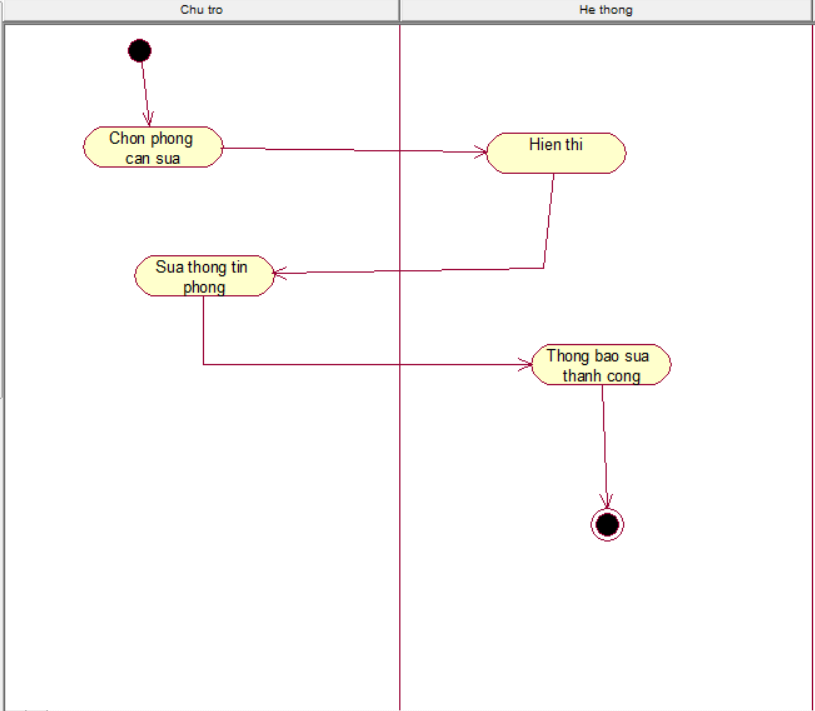 Chu tro
He thong
Chon phong
can sua
Hien thi
Sua thong tin
phong
Thong bao sua
thanh cong